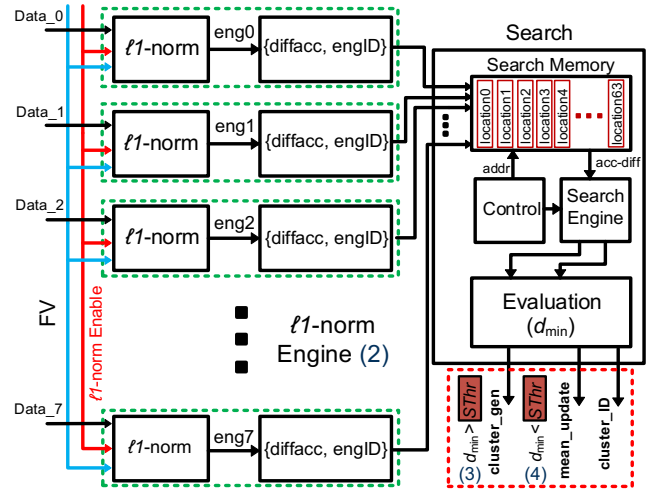 Data_0
ℓ1-norm
eng0
{diffacc, engID}
Data_1
ℓ1-norm
eng1
{diffacc, engID}
Data_2
ℓ1-norm
eng2
{diffacc, engID}
FV
ℓ1-norm Enable
ℓ1-norm
Engine (2)
Data_7
ℓ1-norm
eng7
{diffacc, engID}
Search
Search Memory
location0
location1
location2
location3
location4
location63
addr
acc-diff
Control
Search
Engine
Evaluation
(dmin)
dmin > SThr
(3)
cluster_gen
dmin < SThr
(4)
mean_update
cluster_ID